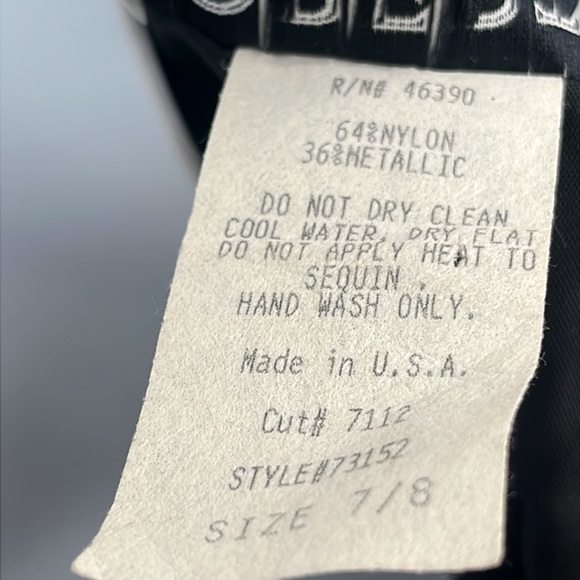 R/N# 46390
64%NYLON
36%METALLIC
DO NOT DRY CLEAN
COOL WATER, DRY FLAT
DO NOT APPLY HEAT TO
SEQUIN .
HAND WASH ONLY.
Made in U.S.A.
Cut# 7112
STYLE#73152
SIZE 7/8